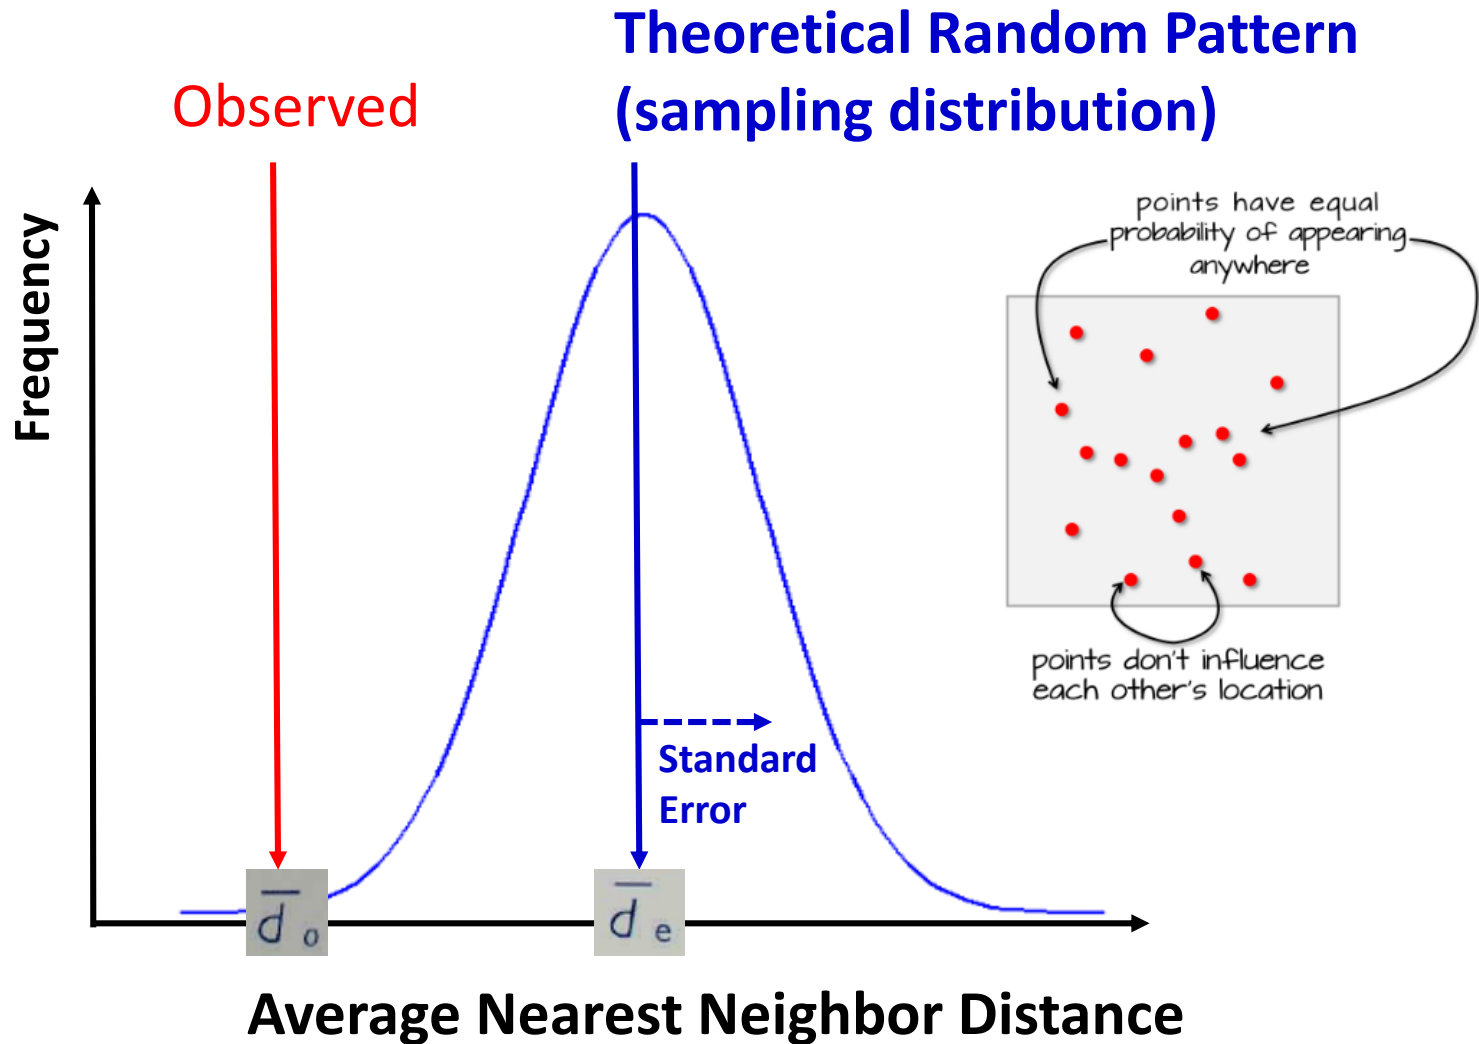 Theoretical Random Pattern
(sampling distribution)
Observed
Frequency
points have equal
probability of appearing
anywhere
points don't influence
each other's location
Standard
Error
d̅ o
d̅ e
Average Nearest Neighbor Distance